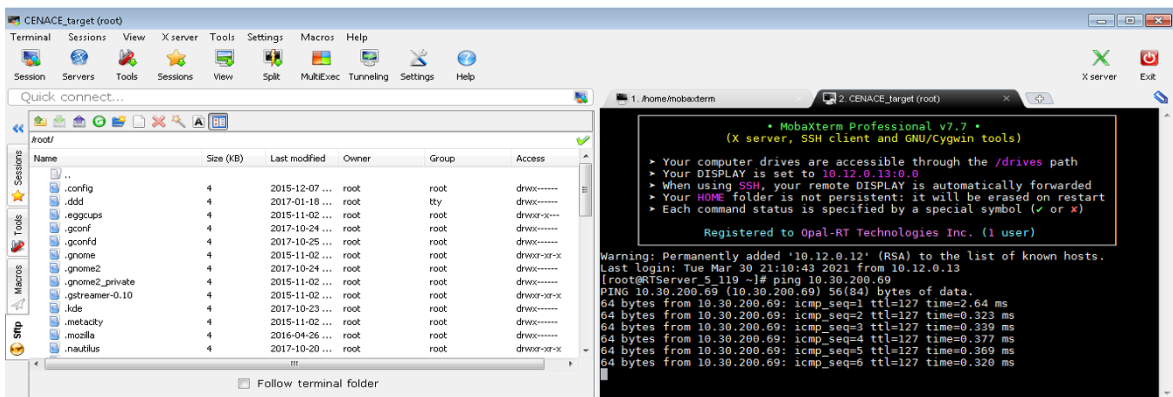 CENACE_target (root)
Terminal Sessions View X server Tools Settings Macros Help
Session Servers Tools Sessions View Split MultiExec Tunneling Settings Help X server Exit
Quick connect...
1. /home/mobaxterm
2. CENACE_target (root)
/root/
Name Size (KB) Last modified Owner Group Access
..
.config 4 2015-12-07 ... root root drwx------
.ddd 4 2017-01-18 ... root tty drwx------
.eggcups 4 2015-11-02 ... root root drwxr-x---
.gconf 4 2017-10-24 ... root root drwx------
.gconfd 4 2017-10-25 ... root root drwx------
.gnome 4 2015-11-02 ... root root drwxr-xr-x
.gnome2 4 2017-10-24 ... root root drwx------
.gnome2_private 4 2015-11-02 ... root root drwx------
.gstreamer-0.10 4 2015-11-02 ... root root drwxr-xr-x
.kde 4 2017-10-23 ... root root drwx------
.metacity 4 2015-11-02 ... root root drwx------
.mozilla 4 2016-04-26 ... root root drwx------
.nautilus 4 2017-10-20 ... root root drwxr-xr-x
Follow terminal folder
Sessions
Tools
Macros
Sftp
• MobaXterm Professional v7.7 •
(X server, SSH client and GNU/Cygwin tools)
➤ Your computer drives are accessible through the /drives path
➤ Your DISPLAY is set to 10.12.0.13:0.0
➤ When using SSH, your remote DISPLAY is automatically forwarded
➤ Your HOME folder is not persistent: it will be erased on restart
➤ Each command status is specified by a special symbol (✔ or ✘)
Registered to Opal-RT Technologies Inc. (1 user)
Warning: Permanently added '10.12.0.12' (RSA) to the list of known hosts.
Last login: Tue Mar 30 21:10:43 2021 from 10.12.0.13
[root@RTServer_5_119 ~]# ping 10.30.200.69
PING 10.30.200.69 (10.30.200.69) 56(84) bytes of data.
64 bytes from 10.30.200.69: icmp_seq=1 ttl=127 time=2.64 ms
64 bytes from 10.30.200.69: icmp_seq=2 ttl=127 time=0.323 ms
64 bytes from 10.30.200.69: icmp_seq=3 ttl=127 time=0.339 ms
64 bytes from 10.30.200.69: icmp_seq=4 ttl=127 time=0.377 ms
64 bytes from 10.30.200.69: icmp_seq=5 ttl=127 time=0.369 ms
64 bytes from 10.30.200.69: icmp_seq=6 ttl=127 time=0.320 ms